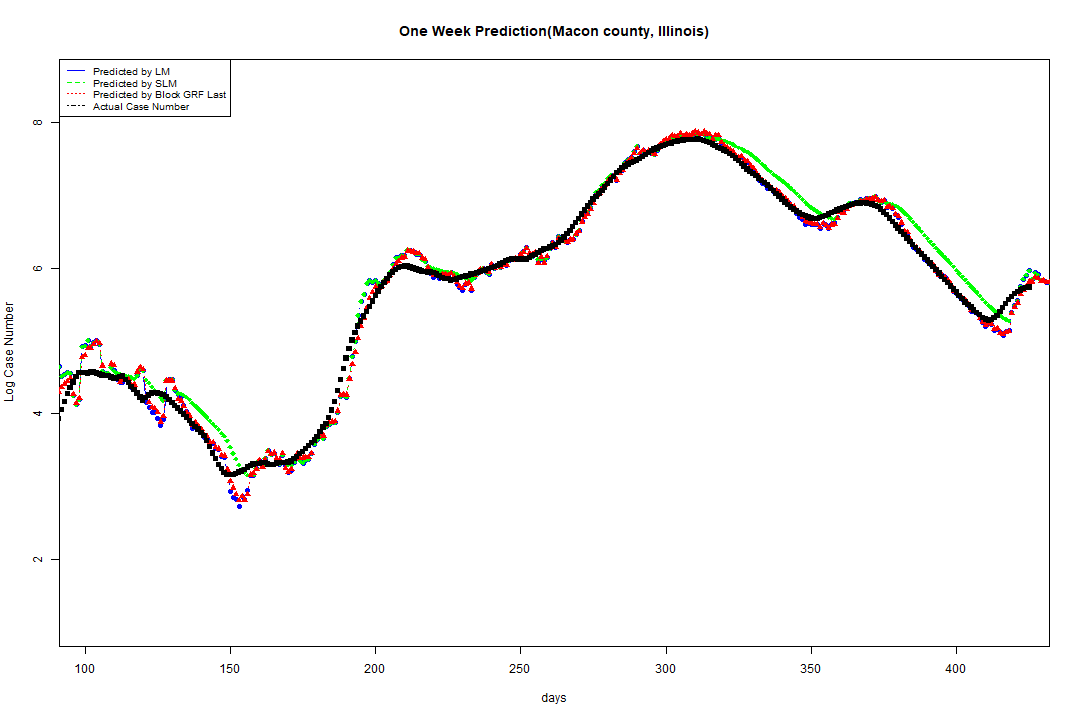 One Week Prediction(Macon county, Illinois)
Predicted by LM
Predicted by SLM
Predicted by Block GRF Last
Actual Case Number
8
6
4
2
Log Case Number
100 150 200 250 300 350 400
days